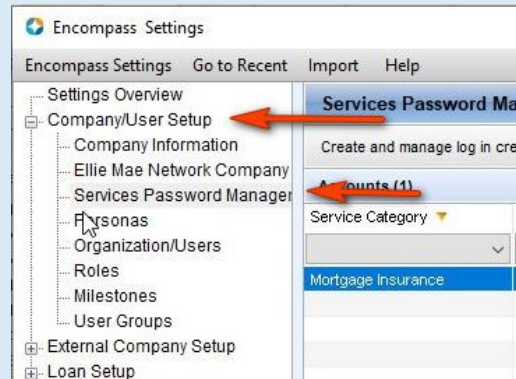 Encompass Settings
Encompass Settings Go to Recent Import Help
Settings Overview
Company/User Setup
Company Information
Ellie Mae Network Company
Services Password Manager
Personas
Organization/Users
Roles
Milestones
User Groups
External Company Setup
Loan Setup
Services Password Ma
Create and manage log in cre
Accounts (1)
Service Category
Mortgage Insurance